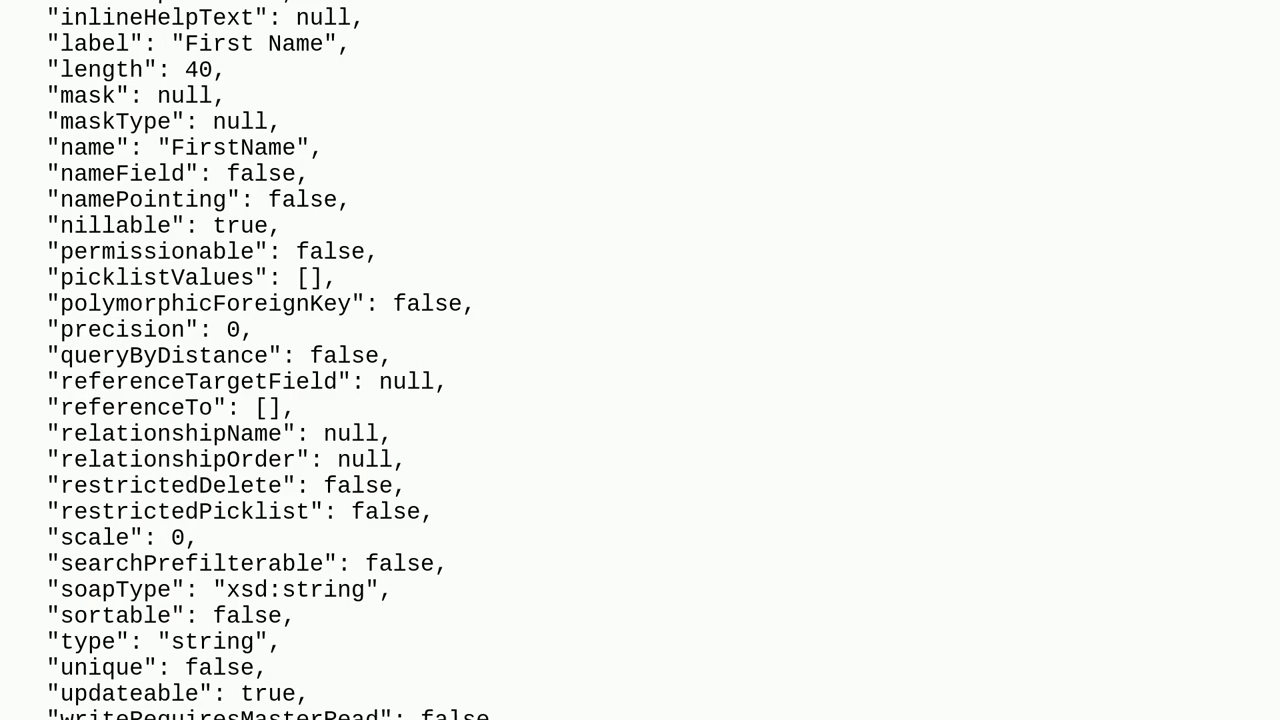 "inlineHelpText": null,
"label": "First Name",
"length": 40,
"mask": null,
"maskType": null,
"name": "FirstName",
"nameField": false,
"namePointing": false,
"nillable": true,
"permissionable": false,
"picklistValues": [],
"polymorphicForeignKey": false,
"precision": 0,
"queryByDistance": false,
"referenceTargetField": null,
"referenceTo": [],
"relationshipName": null,
"relationshipOrder": null,
"restrictedDelete": false,
"restrictedPicklist": false,
"scale": 0,
"searchPrefilterable": false,
"soapType": "xsd:string",
"sortable": false,
"type": "string",
"unique": false,
"updateable": true,
"writeRequiresMasterRead": false